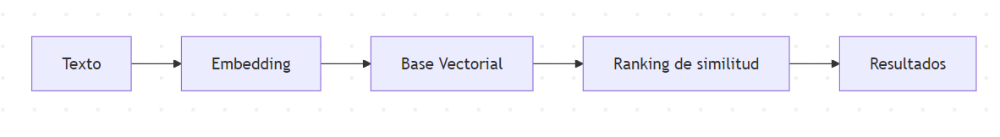 Texto
Embedding
Base Vectorial
Ranking de similitud
Resultados